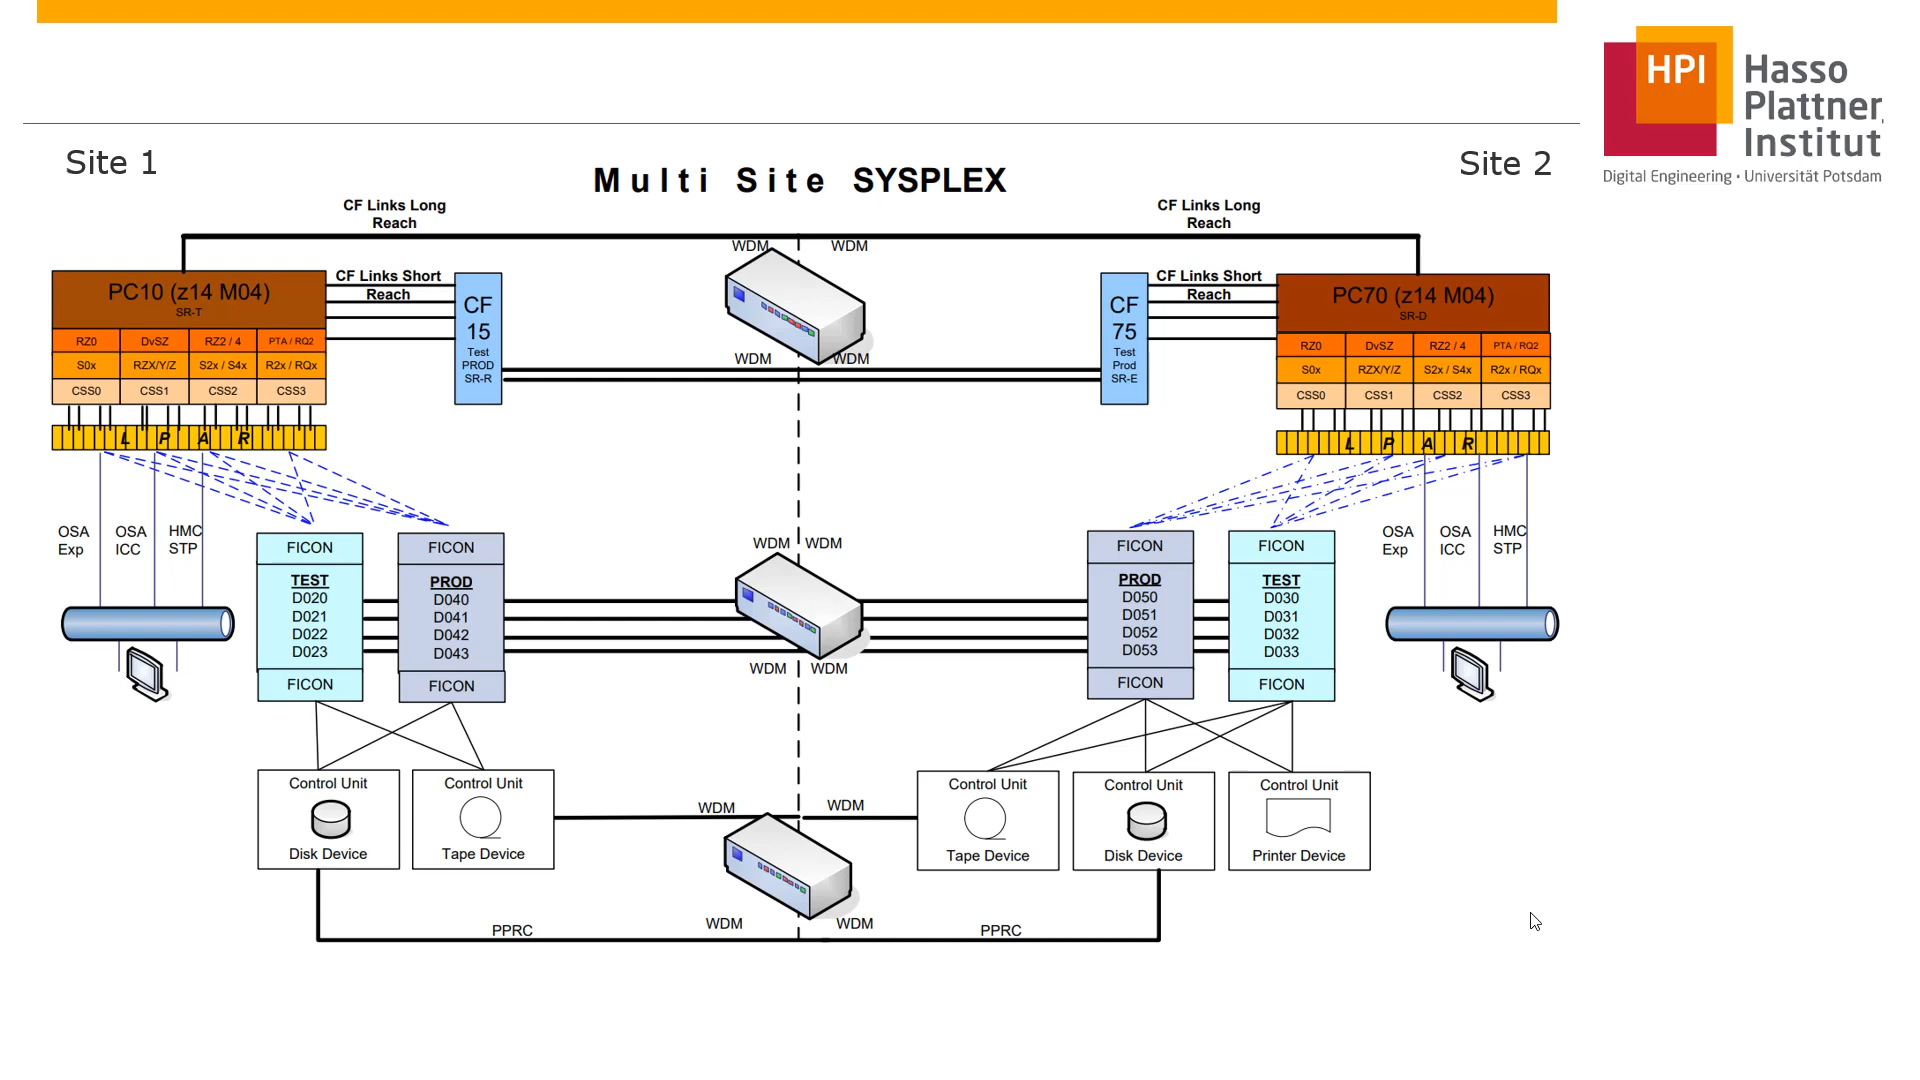 HPI
Hasso
Plattner
Institut
Digital Engineering • Universität Potsdam
Site 1
Multi Site SYSPLEX
Site 2
CF Links Long
Reach
CF Links Long
Reach
WDM
WDM
PC10 (z14 M04)
SR-T
CF Links Short
Reach
CF
15
Test
PROD
SR-R
WDM
WDM
CF
75
Test
Prod
SR-E
CF Links Short
Reach
PC70 (z14 M04)
SR-D
RZ0 DvSZ RZ2 / 4 PTA / RQ2
S0x RZX/Y/Z S2x / S4x R2x / RQx
CSS0 CSS1 CSS2 CSS3
L P A R
RZ0 DvSZ RZ2 / 4 PTA / RQ2
S0x RZX/Y/Z S2x / S4x R2x / RQx
CSS0 CSS1 CSS2 CSS3
L P A R
OSA
Exp
OSA
ICC
HMC
STP
FICON
TEST
D020
D021
D022
D023
FICON
FICON
PROD
D040
D041
D042
D043
FICON
WDM
WDM
WDM
WDM
FICON
PROD
D050
D051
D052
D053
FICON
FICON
TEST
D030
D031
D032
D033
FICON
OSA
Exp
OSA
ICC
HMC
STP
Control Unit
Disk Device
Control Unit
Tape Device
WDM
WDM
Control Unit
Tape Device
Control Unit
Disk Device
Control Unit
Printer Device
PPRC
WDM
WDM
PPRC